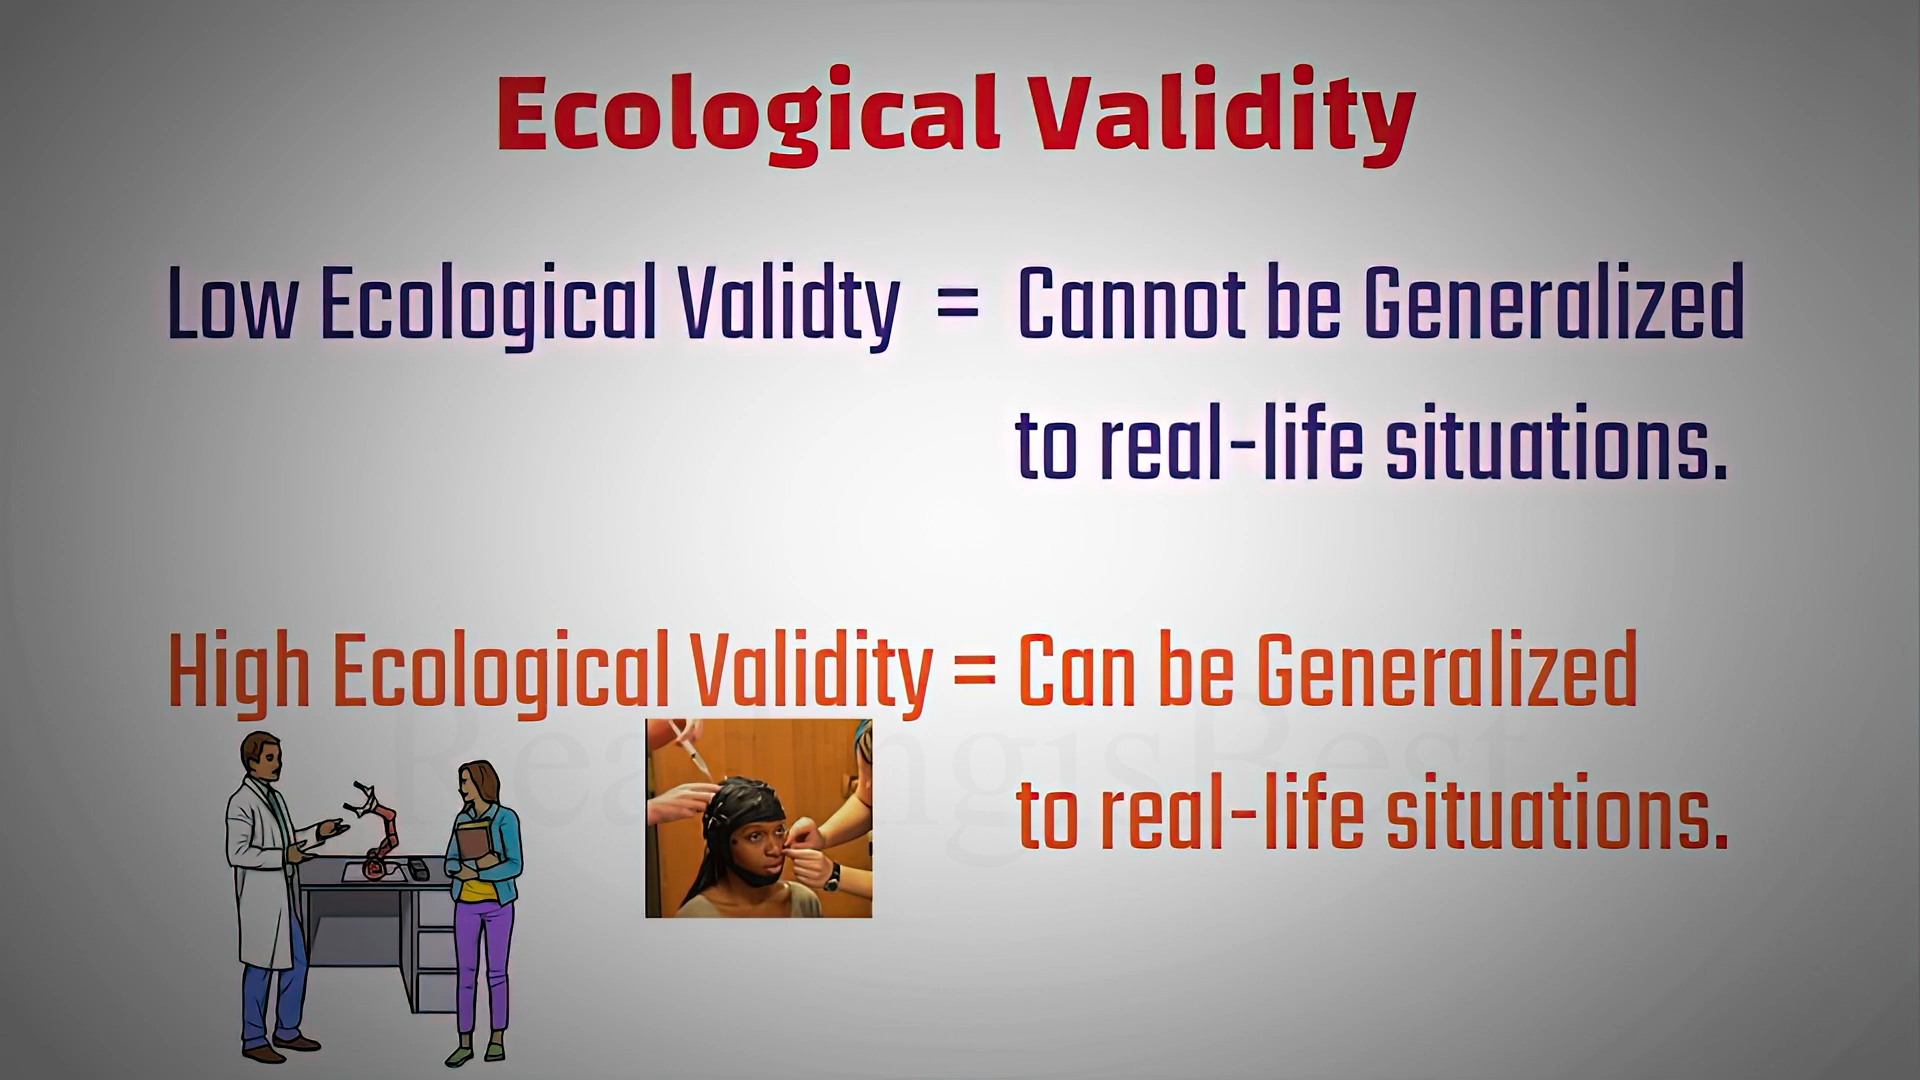 Ecological Validity
Low Ecological Validty = Cannot be Generalized
to real-life situations.
High Ecological Validity = Can be Generalized
to real-life situations.
ReadingisBest